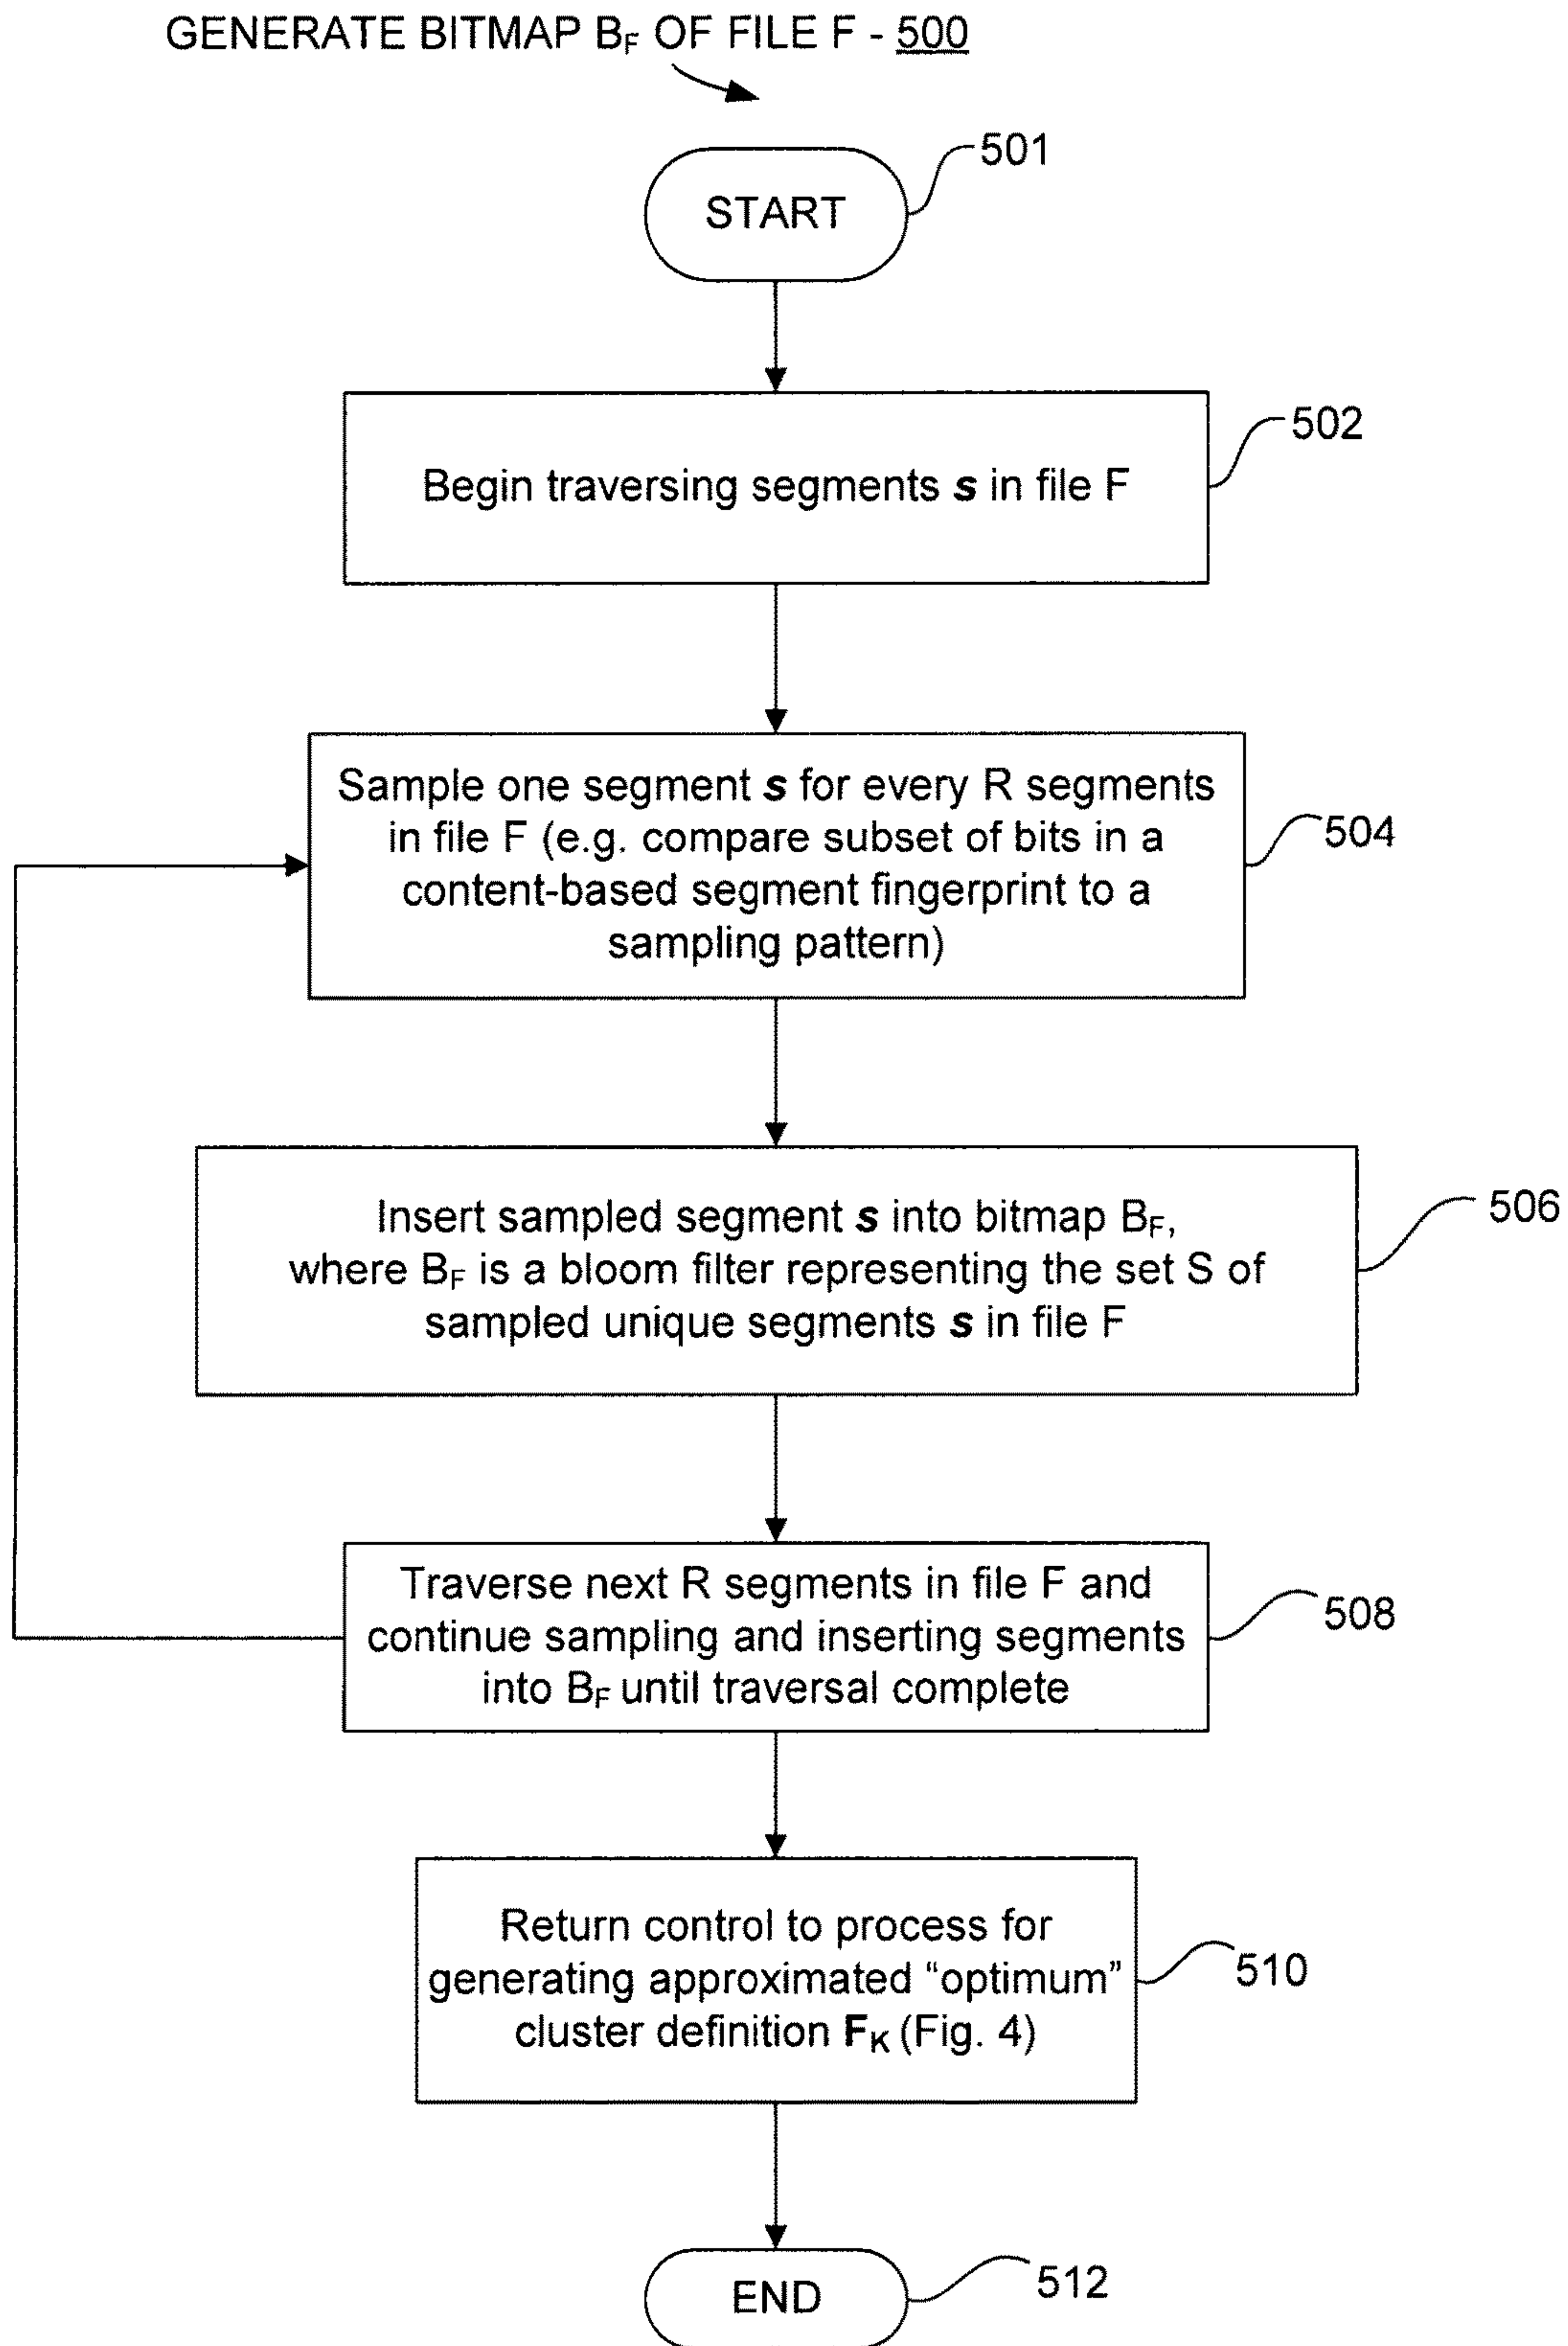 GENERATE BITMAP BF OF FILE F - 500
501
START
502
Begin traversing segments s in file F
Sample one segment s for every R segments
in file F (e.g. compare subset of bits in a
content-based segment fingerprint to a
sampling pattern)
504
Insert sampled segment s into bitmap BF,
where BF is a bloom filter representing the set S of
sampled unique segments s in file F
506
Traverse next R segments in file F and
continue sampling and inserting segments
into BF until traversal complete
508
Return control to process for
generating approximated “optimum”
cluster definition FK (Fig. 4)
510
END
512